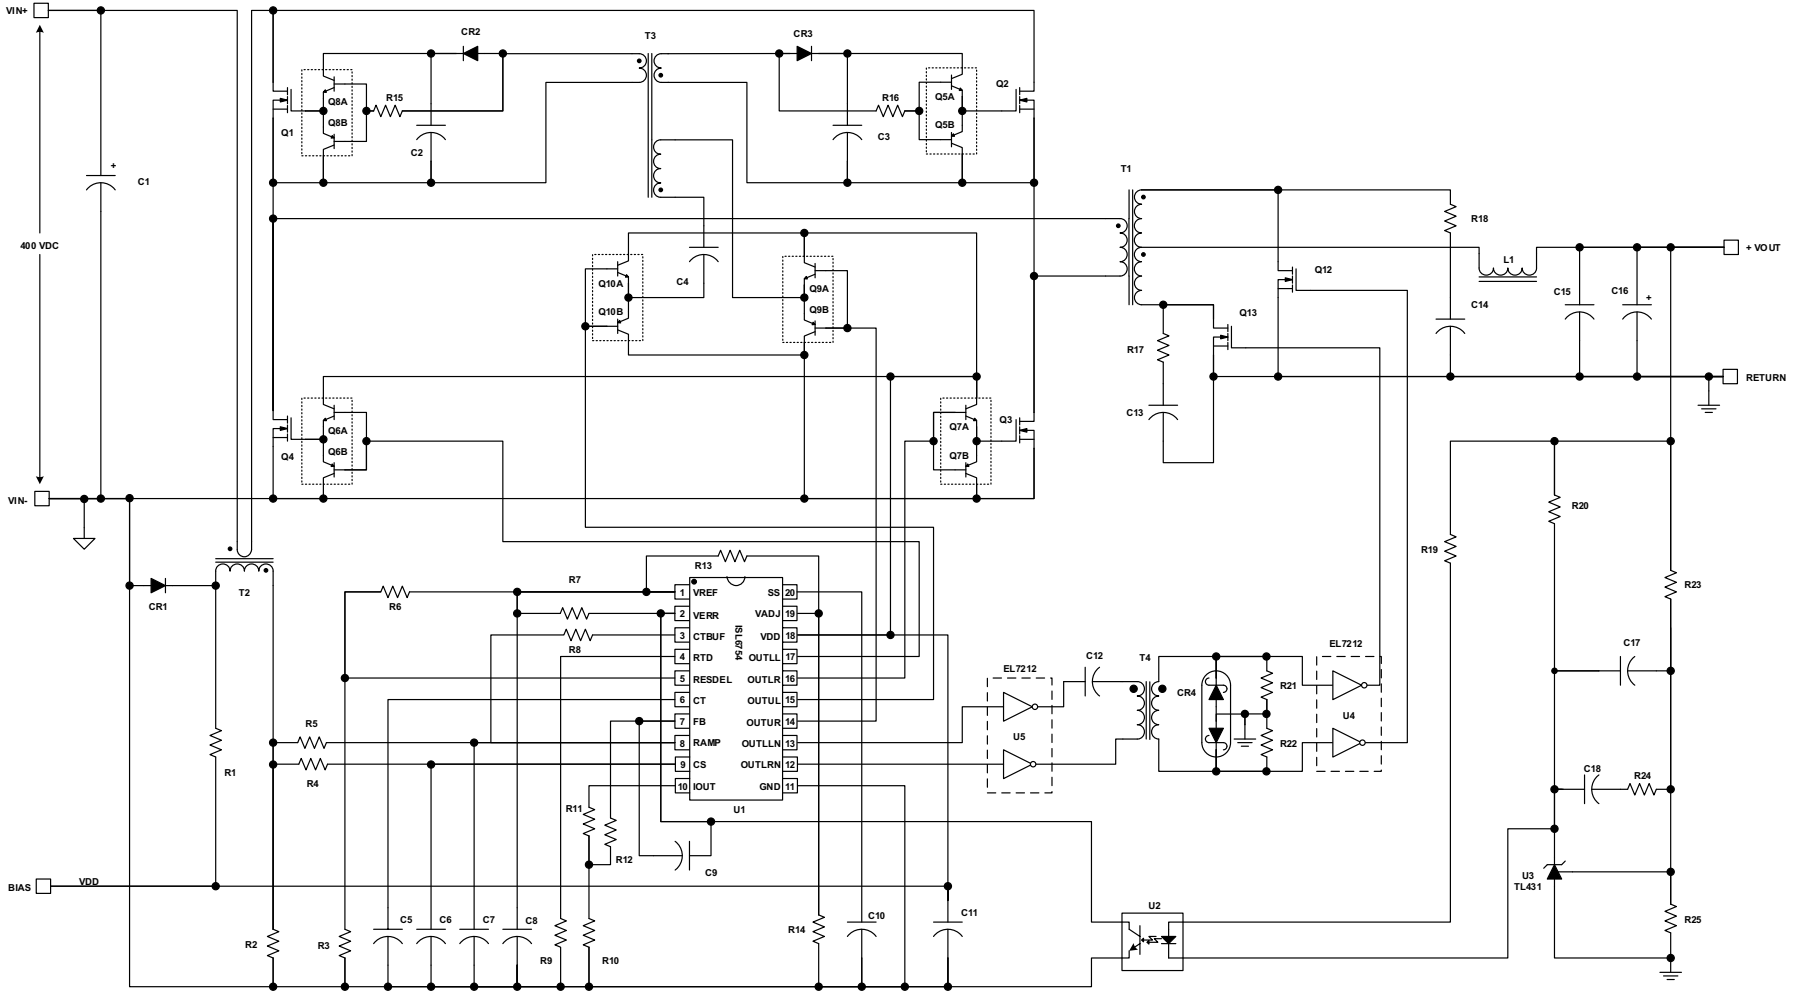 VIN+
CR2
T3
CR3
Q8A
Q8B
R15
Q1
C2
R16
C3
Q5A
Q5B
Q2
+
C1
T1
R18
400 VDC
Q10A
Q10B
C4
Q9A
Q9B
Q12
L1
+ VOUT
C15
C16
+
C14
Q13
R17
RETURN
C13
Q4
Q6A
Q6B
Q7A
Q7B
Q3
VIN-
R20
R19
T2
CR1
R6
R7
R13
R8
R23
1 VREF
2 VERR
3 CTBUF
4 RTD
5 RESDEL
6 CT
7 FB
8 RAMP
9 CS
10 IOUT
ISL6754
SS 20
VADJ 19
VDD 18
OUTLL 17
OUTLR 16
OUTUL 15
OUTUR 14
OUTLLN 13
OUTLRN 12
GND 11
U1
EL7212
U5
C12
T4
CR4
R21
R22
EL7212
U4
C17
R5
R4
R1
R11
R12
C9
C18
R24
U3
TL431
BIAS
VDD
R2
R3
C5
C6
C7
C8
R9
R10
R14
C10
C11
U2
R25